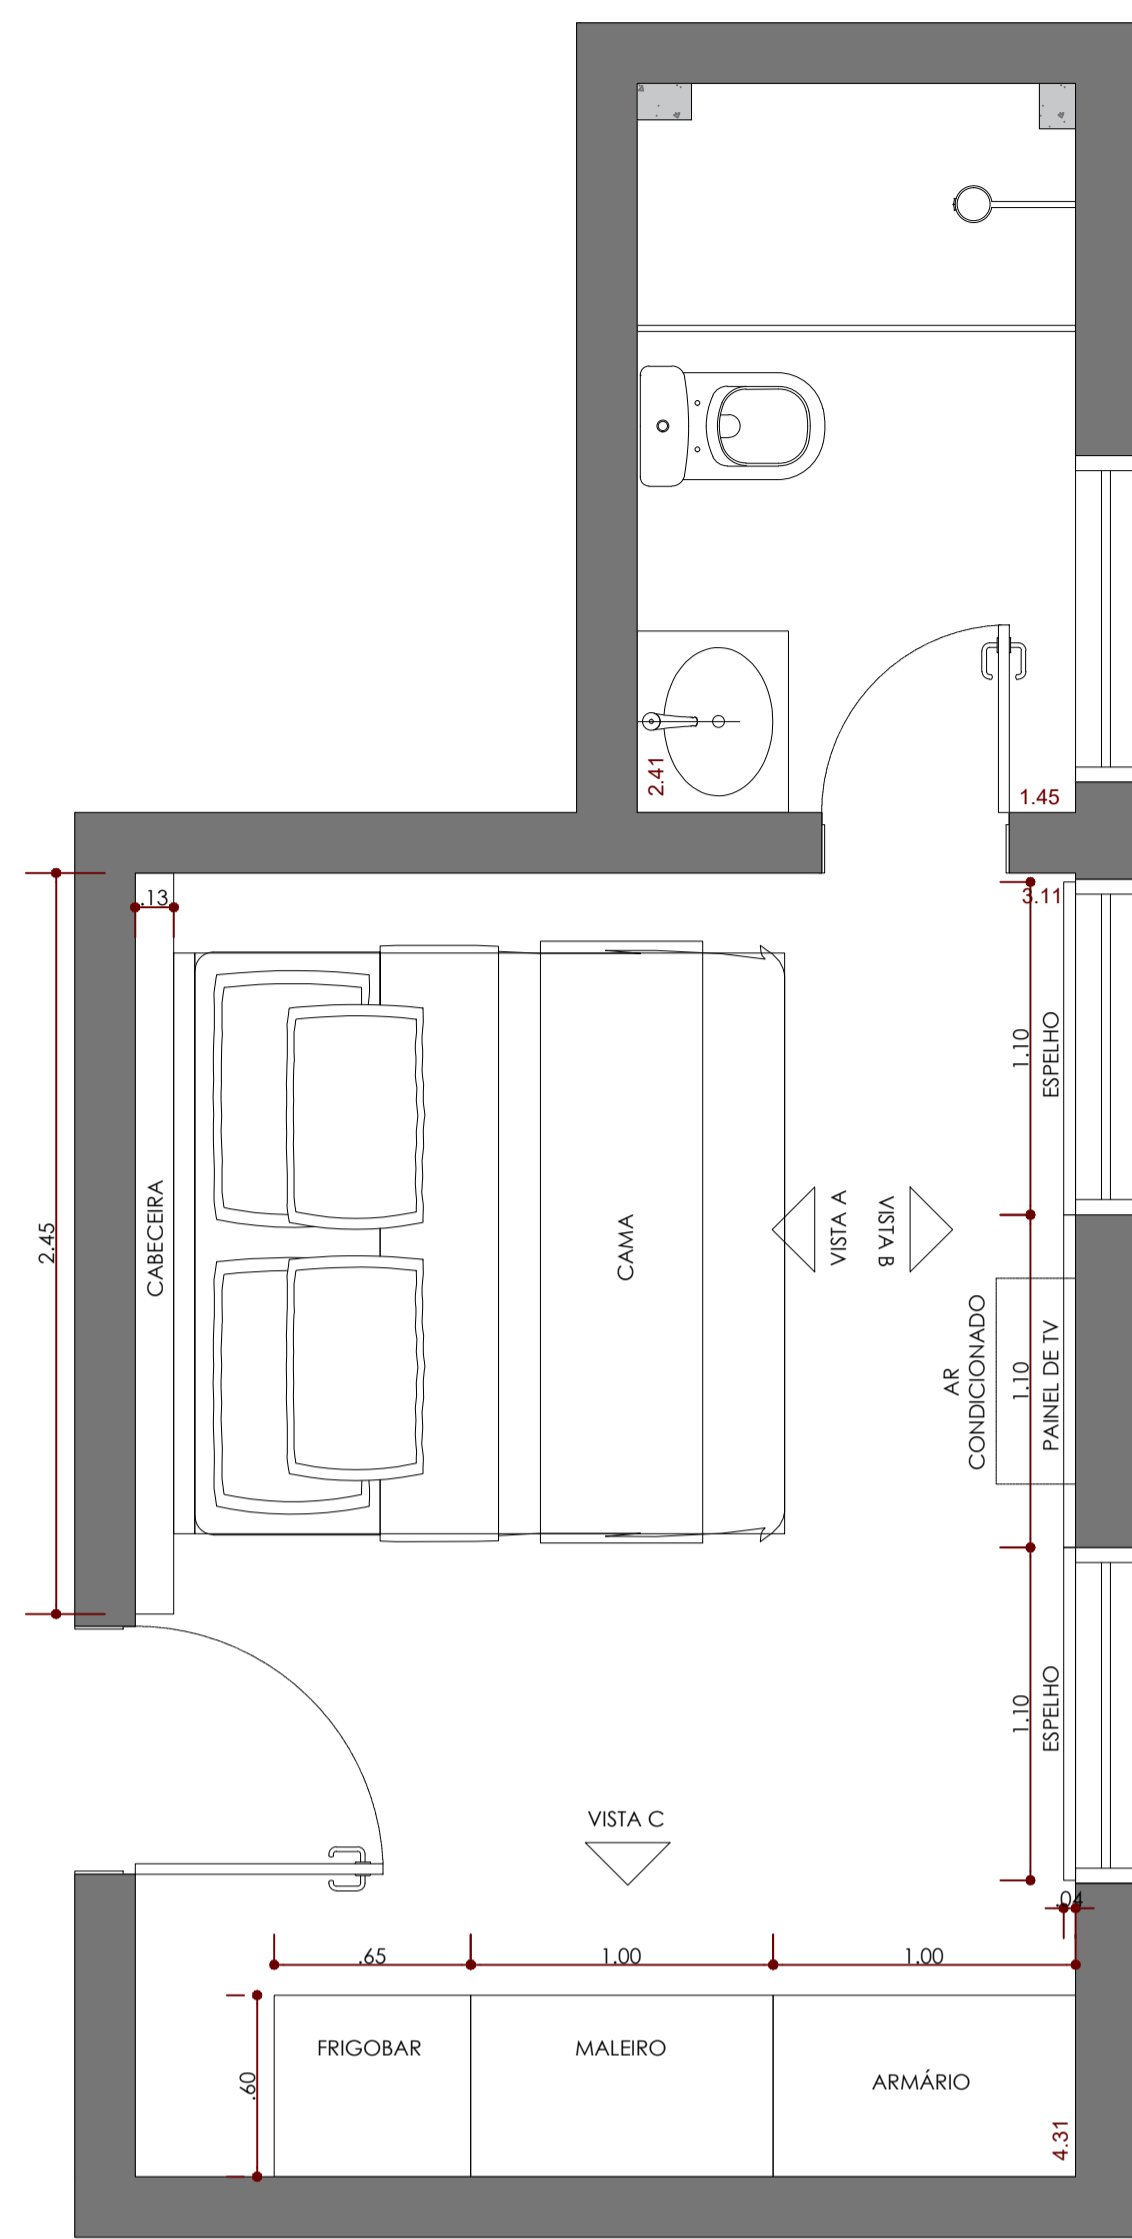 2.41
1.45
.13
3.11
2.45
CABECEIRA
CAMA
VISTA A
VISTA B
1.10
ESPELHO
AR
CONDICIONADO
1.10
PAINEL DE TV
1.10
ESPELHO
VISTA C
.04
.65
1.00
1.00
.60
FRIGOBAR
MALEIRO
ARMÁRIO
4.31